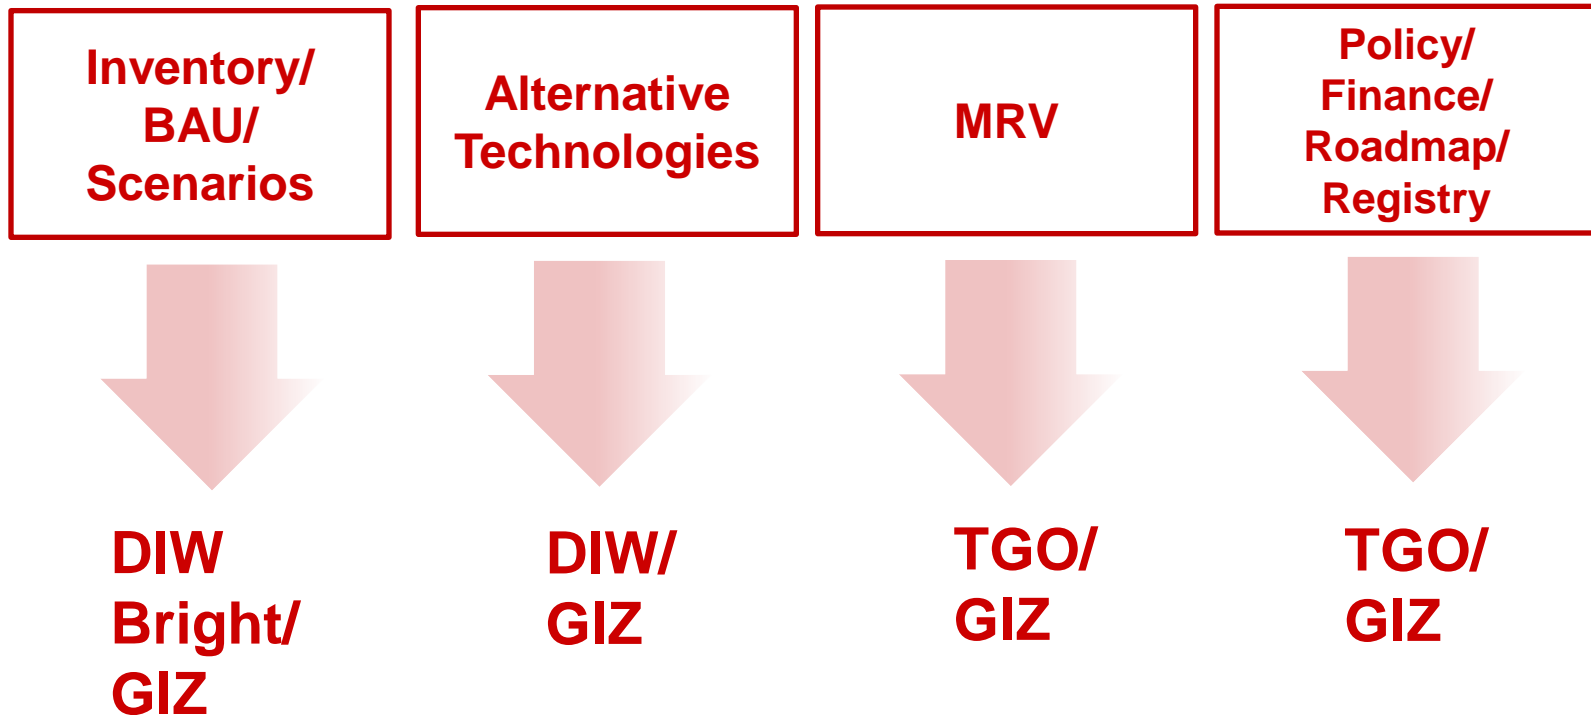 Inventory/
BAU/
Scenarios
Alternative
Technologies
MRV
Policy/
Finance/
Roadmap/
Registry
DIW
Bright/
GIZ
DIW/
GIZ
TGO/
GIZ
TGO/
GIZ